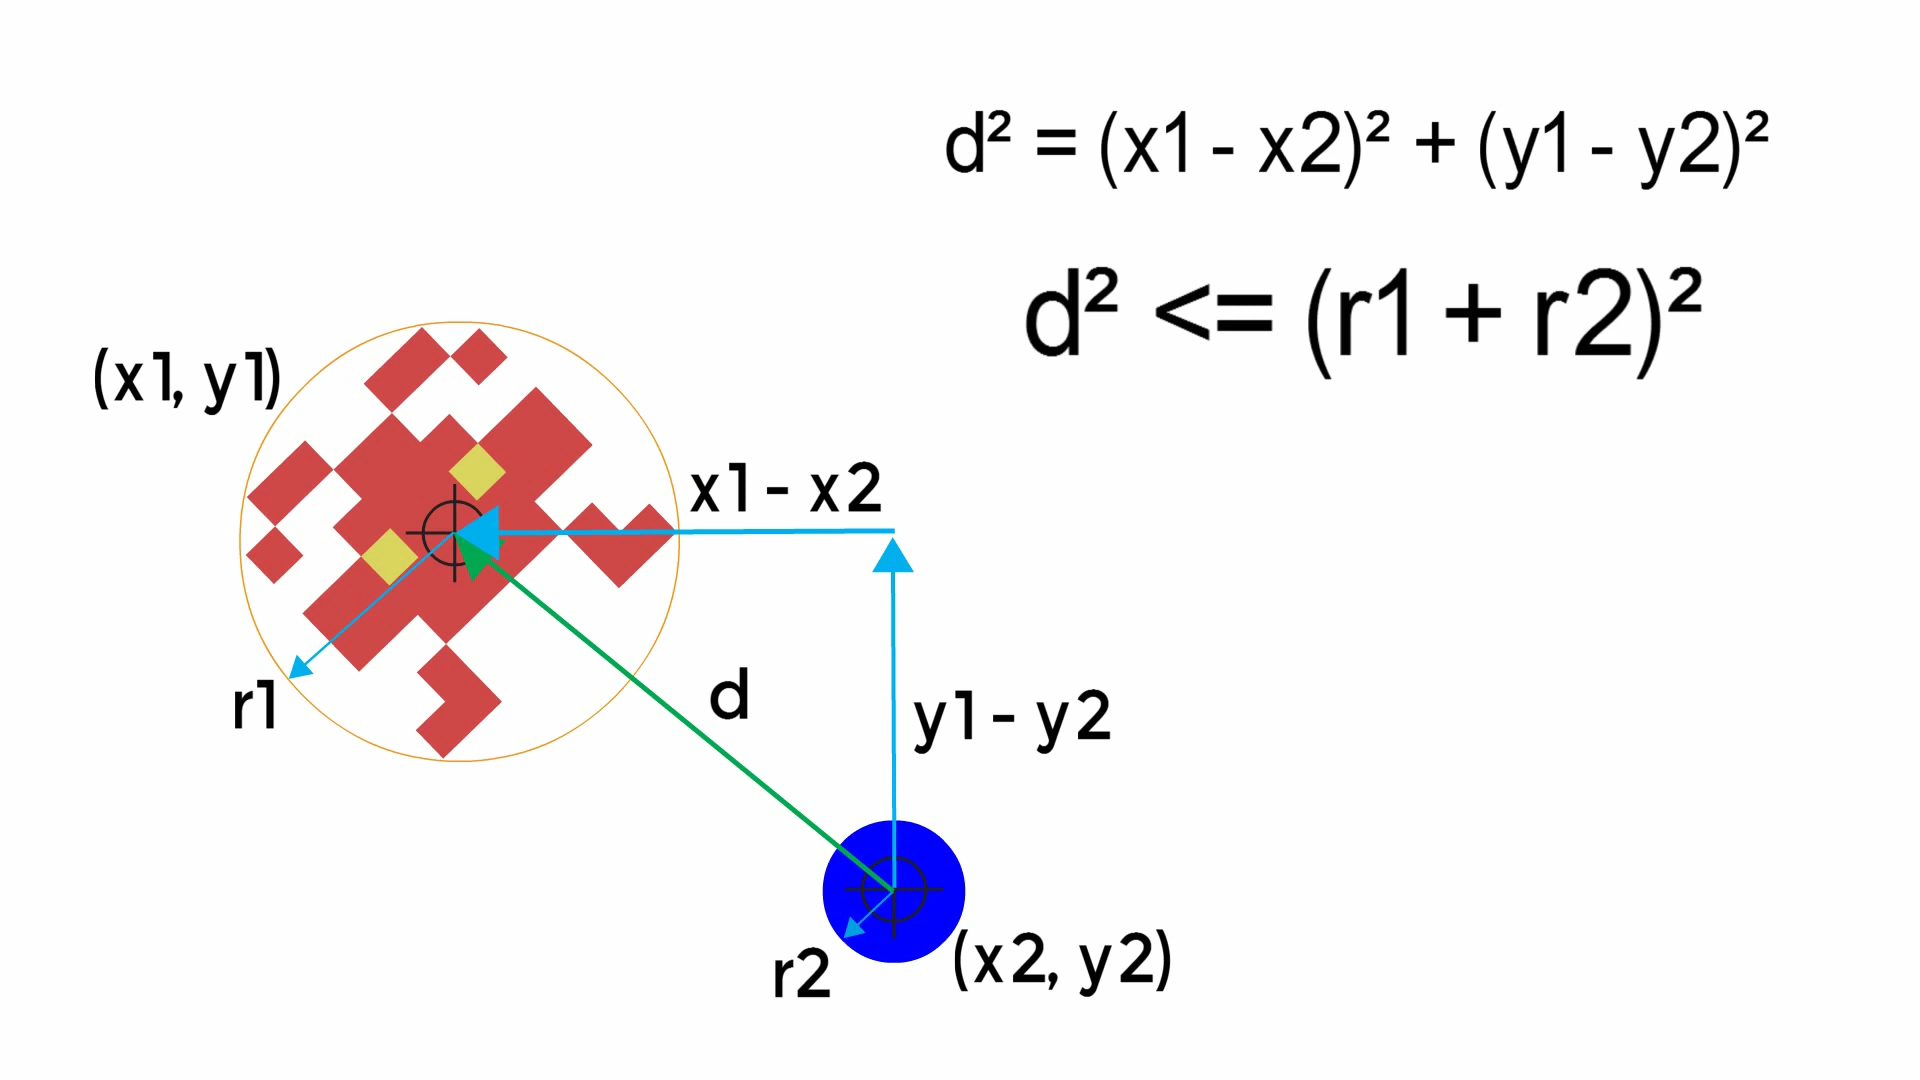 d² = (x1 - x2)² + (y1 - y2)²
d² <= (r1 + r2)²
(x1, y1)
x1 - x2
r1
d
y1 - y2
r2
(x2, y2)